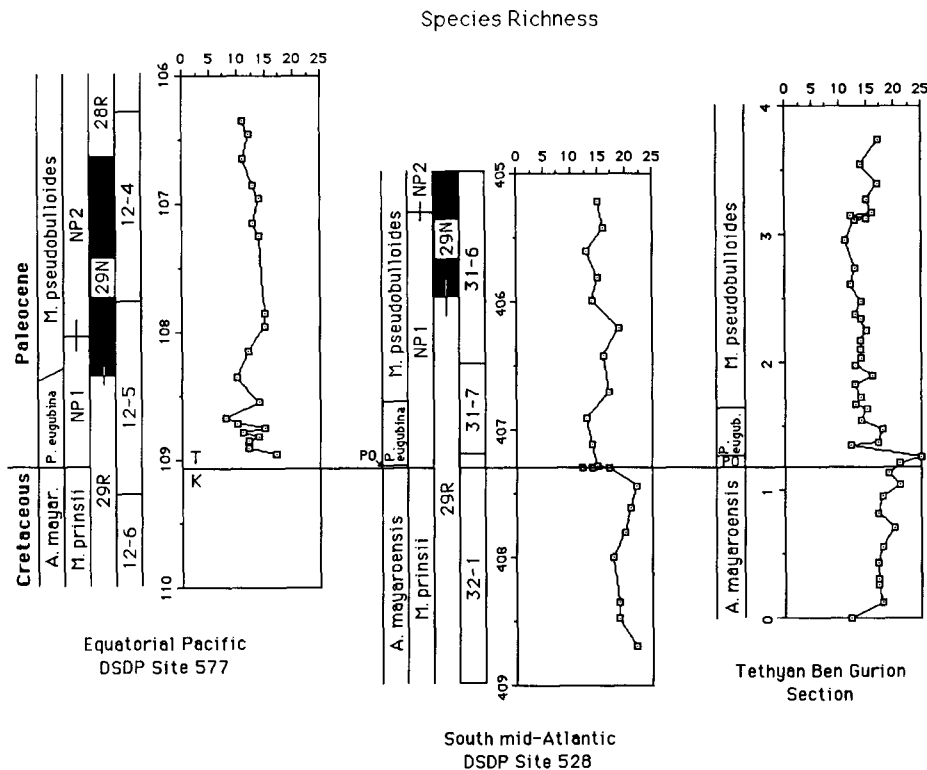 Species Richness
0 5 10 15 20 25
106
107
108
109
110
Paleocene
Cretaceous
M. pseudobulloides
P. eugubina
A. mayar.
NP2
NP1
M. prinsii
28R
29N
29R
12-4
12-5
12-6
T
K
Equatorial Pacific
DSDP Site 577
0 5 10 15 20 25
405
406
407
408
409
M. pseudobulloides
P. eugubina
P0
A. mayaroensis
NP2
NP1
M. prinsii
29N
29R
31-6
31-7
32-1
South mid-Atlantic
DSDP Site 528
0 5 10 15 20 25
4
3
2
1
0
M. pseudobulloides
P. eugub.
P0
A. mayaroensis
Tethyan Ben Gurion
Section